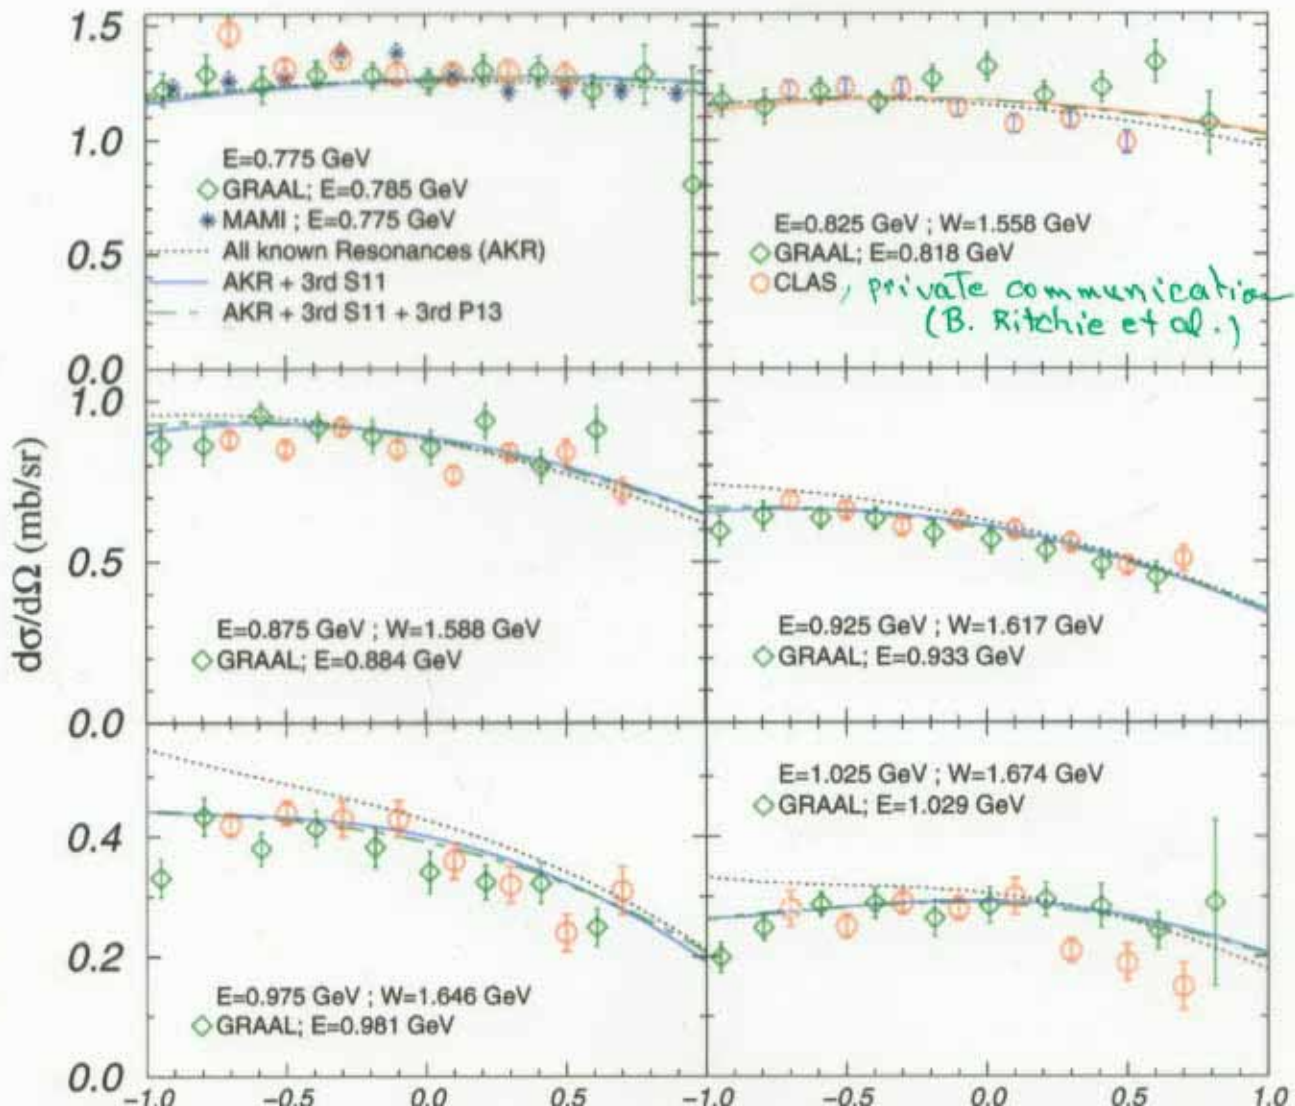 1.5
1.0
0.5
0.0
E=0.775 GeV
GRAAL; E=0.785 GeV
MAMI ; E=0.775 GeV
All known Resonances (AKR)
AKR + 3rd S11
AKR + 3rd S11 + 3rd P13
E=0.825 GeV ; W=1.558 GeV
GRAAL; E=0.818 GeV
CLAS, private communicatio
(B. Ritchie et al.)
dσ/dΩ (mb/sr)
1.0
0.5
0.0
E=0.875 GeV ; W=1.588 GeV
GRAAL; E=0.884 GeV
E=0.925 GeV ; W=1.617 GeV
GRAAL; E=0.933 GeV
0.4
0.2
0.0
E=0.975 GeV ; W=1.646 GeV
GRAAL; E=0.981 GeV
E=1.025 GeV ; W=1.674 GeV
GRAAL; E=1.029 GeV
-1.0 -0.5 0.0 0.5 -1.0 -0.5 0.0 0.5 1.0